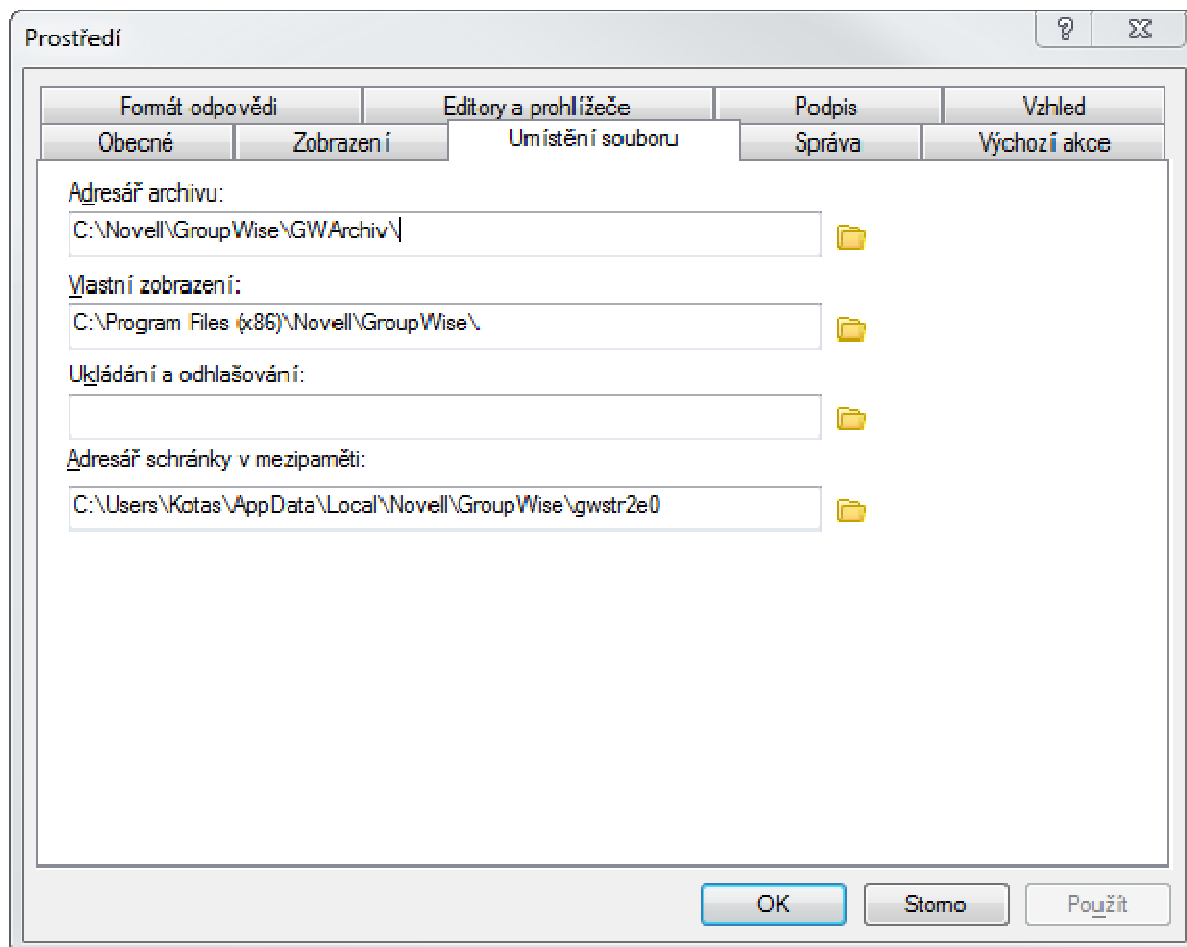 Prostředí
Formát odpovědi Editory a prohlížeče Podpis Vzhled
Obecné Zobrazení Umístění souboru Správa Výchozí akce
Adresář archivu:
C:\Novell\GroupWise\GWArchiv\
Vlastní zobrazení:
C:\Program Files (x86)\Novell\GroupWise\.
Ukládání a odhlašování:
Adresář schránky v mezipaměti:
C:\Users\Kotas\AppData\Local\Novell\GroupWise\gwstr2e0
OK Storno Použít